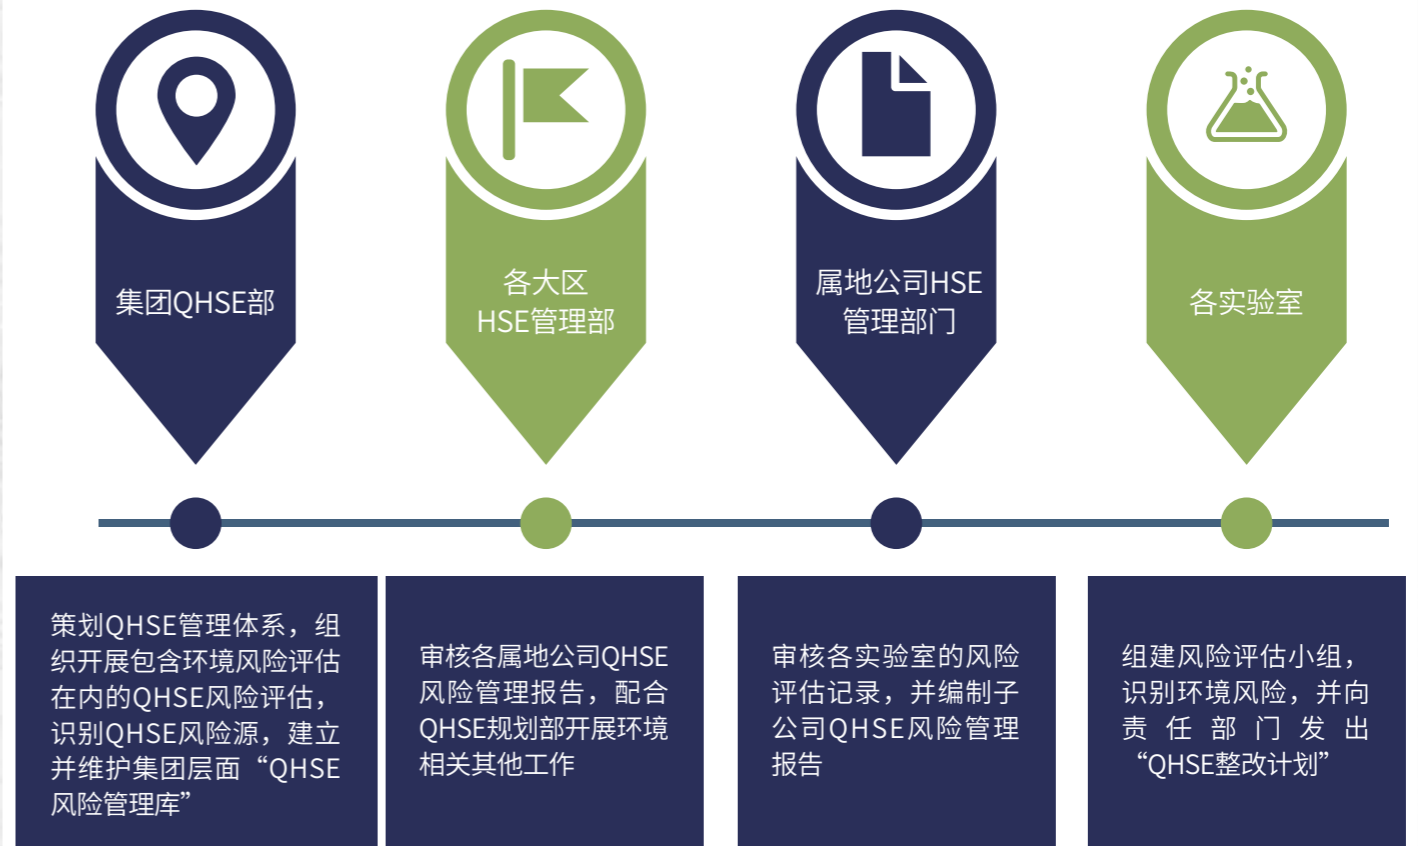 集团QHSE部
各大区
HSE管理部
属地公司HSE
管理部门
各实验室
策划QHSE管理体系，组
织开展包含环境风险评估
在内的QHSE风险评估，
识别QHSE风险源，建立
并维护集团层面“QHSE
风险管理库”
审核各属地公司QHSE
风险管理报告，配合
QHSE规划部开展环境
相关其他工作
审核各实验室的风险
评估记录，并编制子
公司QHSE风险管理
报告
组建风险评估小组，
识别环境风险，并向
责任部门发出
“QHSE整改计划”